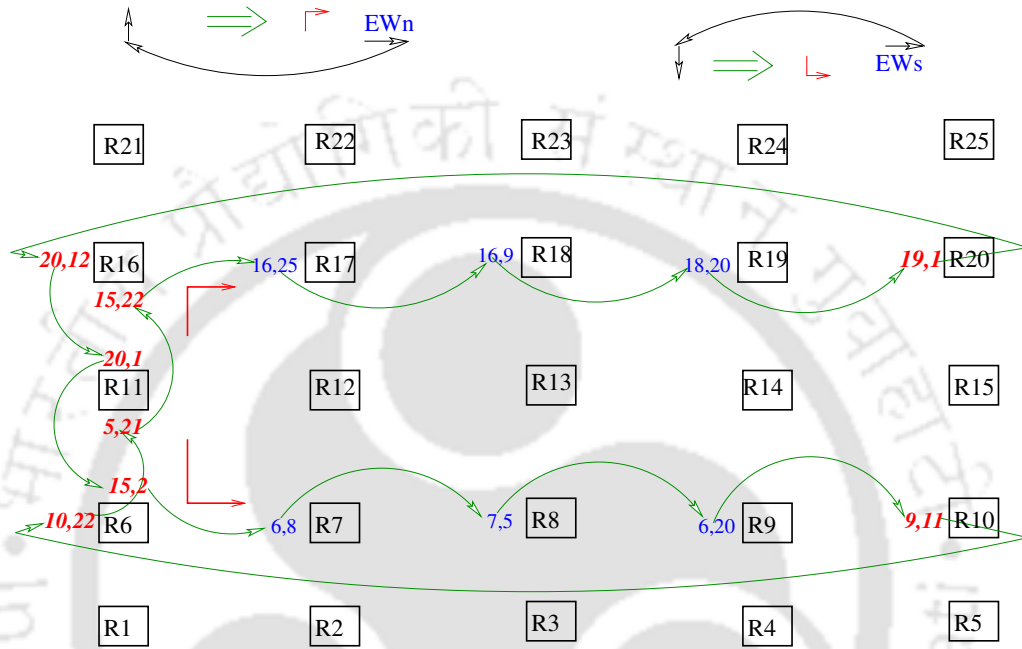 EWn
EWs
R21 R22 R23 R24 R25
20,12 R16 16,25 R17 16,9 R18 18,20 R19 19,1 R20
15,22
20,1
R11 R12 R13 R14 R15
5,21
15,2
10,22 R6 6,8 R7 7,5 R8 6,20 R9 9,11 R10
R1 R2 R3 R4 R5